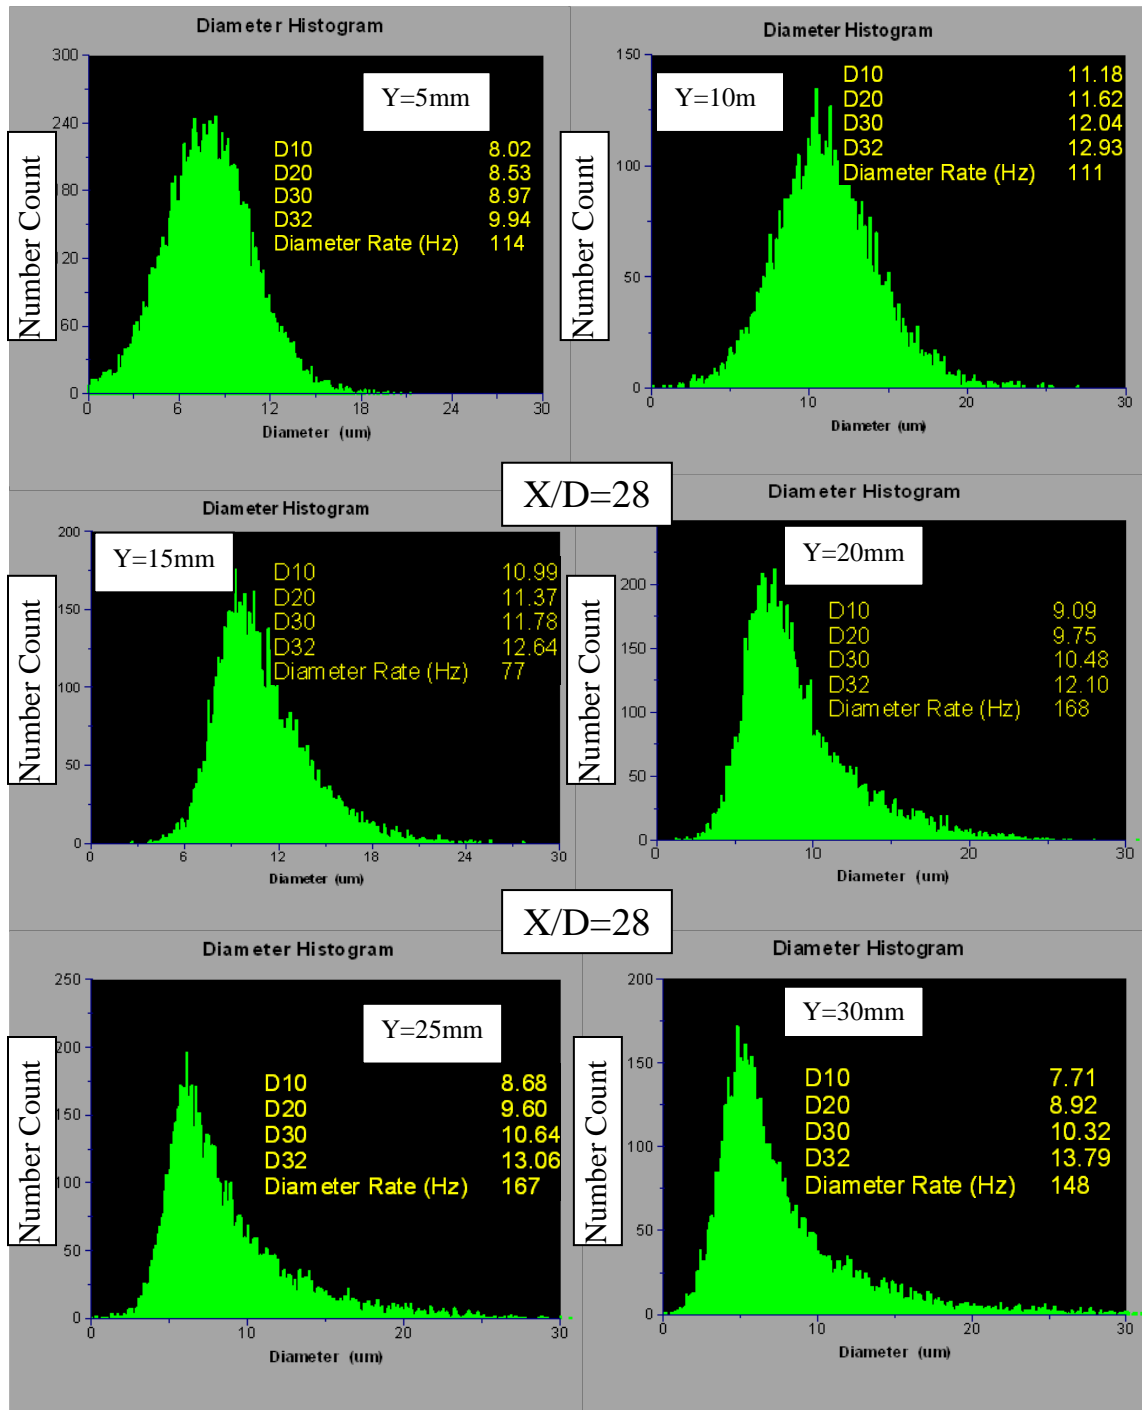 Diameter Histogram
300
240
180
120
60
0
0 6 12 18 24 30
Number Count
Y=5mm
D10 8.02
D20 8.53
D30 8.97
D32 9.94
Diameter Rate (Hz) 114
Diameter (um)
Diameter Histogram
150
100
50
0
0 10 20 30
Number Count
Y=10m
D10 11.18
D20 11.62
D30 12.04
D32 12.93
Diameter Rate (Hz) 111
Diameter (um)
X/D=28
Diameter Histogram
200
150
100
50
0
0 6 12 18 24 30
Number Count
Y=15mm
D10 10.99
D20 11.37
D30 11.78
D32 12.64
Diameter Rate (Hz) 77
Diameter (um)
Diameter Histogram
200
150
100
50
0
0 10 20 30
Number Count
Y=20mm
D10 9.09
D20 9.75
D30 10.48
D32 12.10
Diameter Rate (Hz) 168
Diameter (um)
X/D=28
Diameter Histogram
250
200
150
100
50
0
0 10 20 30
Number Count
Y=25mm
D10 8.68
D20 9.60
D30 10.64
D32 13.06
Diameter Rate (Hz) 167
Diameter (um)
Diameter Histogram
200
150
100
50
0
0 10 20 30
Number Count
Y=30mm
D10 7.71
D20 8.92
D30 10.32
D32 13.79
Diameter Rate (Hz) 148
Diameter (um)